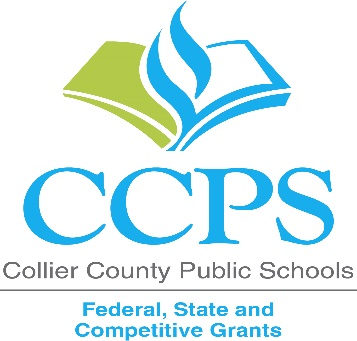 CCPS
Collier County Public Schools
Federal, State and
Competitive Grants